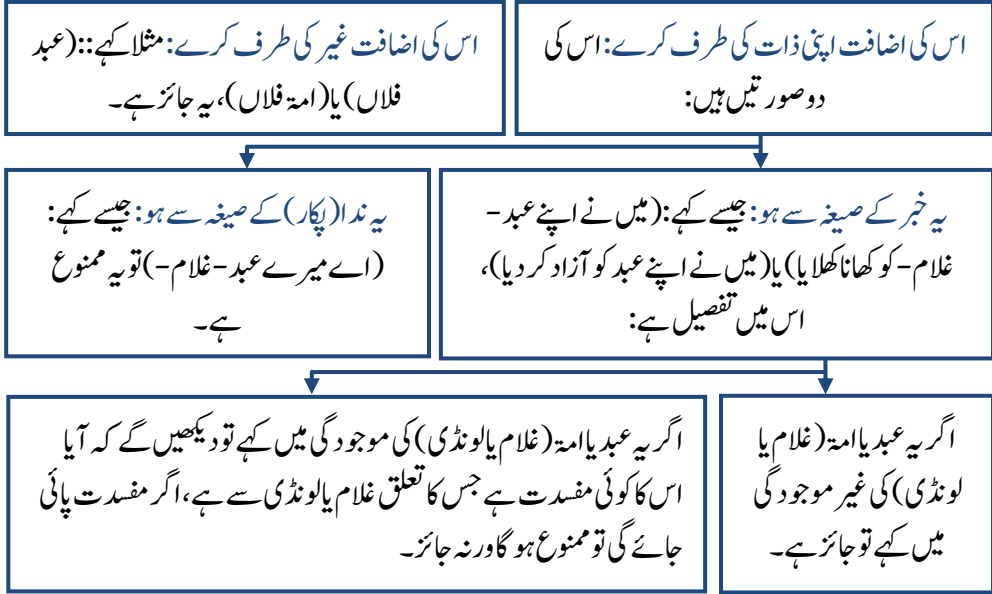 اس کی اضافت اپنی ذات کی طرف کرے: اس کی
دو صورتیں ہیں:
اس کی اضافت غیر کی طرف کرے: مثلا کہے:: (عبد
فلاں) یا (امۃ فلاں)، یہ جائز ہے۔
یہ خبر کے صیغہ سے ہو: جیسے کہے: (میں نے اپنے عبد-
غلام- کو کھانا کھلایا) یا (میں نے اپنے عبد کو آزاد کر دیا)،
اس میں تفصیل ہے:
یہ ندا (پکار) کے صیغہ سے ہو: جیسے کہے:
(اے میرے عبد-غلام-) تو یہ ممنوع
ہے۔
اگر یہ عبد یا امۃ (غلام یا
لونڈی) کی غیر موجودگی
میں کہے تو جائز ہے۔
اگر یہ عبد یا امۃ (غلام یا لونڈی) کی موجودگی میں کہے تو دیکھیں گے کہ آیا
اس کا کوئی مفسدت ہے جس کا تعلق غلام یا لونڈی سے ہے، اگر مفسدت پائی
جائے گی تو ممنوع ہو گا ورنہ جائز۔